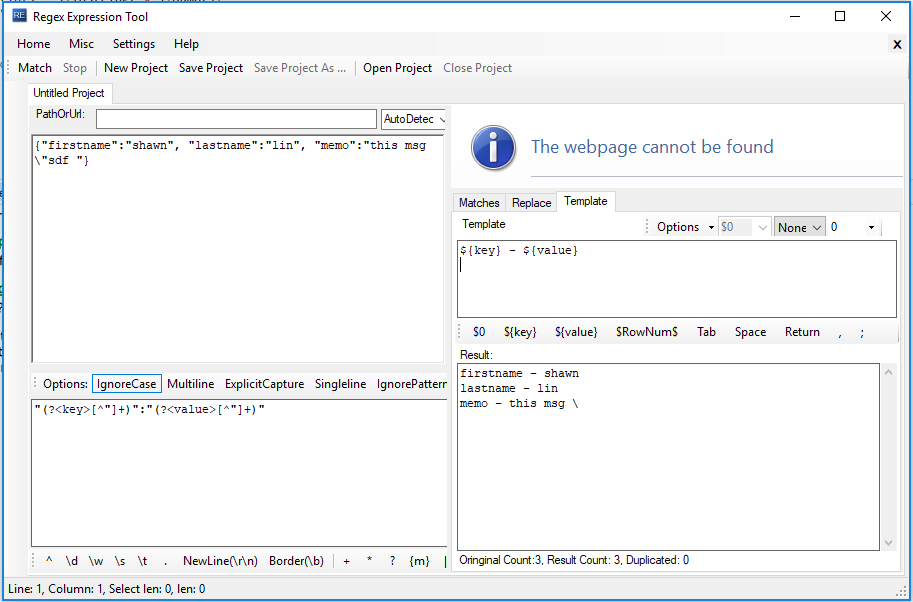 Regex Expression Tool
Home Misc Settings Help X
Match Stop New Project Save Project Save Project As ... Open Project Close Project
Untitled Project
PathOrUrl: AutoDetec
{"firstname":"shawn", "lastname":"lin", "memo":"this msg
\"sdf "}
Options: IgnoreCase Multiline ExplicitCapture Singleline IgnorePattern
"(?<key>[^"]+)":"(?<value>[^"]+)"
^ \d \w \s \t . NewLine(\r\n) Border(\b) + * ? {m}
The webpage cannot be found
Matches Replace Template
Template Options $0 None 0
${key} - ${value}
$0 ${key} ${value} $RowNum$ Tab Space Return , ;
Result:
firstname - shawn
lastname - lin
memo - this msg \
Oringinal Count:3, Result Count: 3, Duplicated: 0
Line: 1, Column: 1, Select len: 0, len: 0